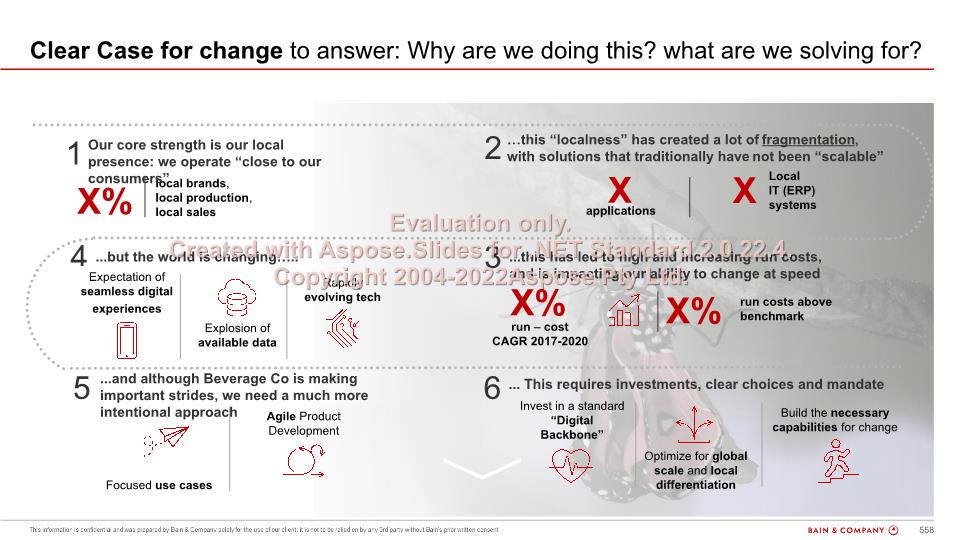 Clear Case for change to answer: Why are we doing this? what are we solving for?
1
Our core strength is our local
presence: we operate “close to our
consumers”
X%
local brands,
local production,
local sales
2
…this “localness” has created a lot of fragmentation,
with solutions that traditionally have not been “scalable”
X
applications
X
Local
IT (ERP)
systems
Evaluation only.
Created with Aspose.Slides for .NET Standard 2.0 22.4.
Copyright 2004-2022Aspose Pty Ltd.
3
...this has led to high and increasing run costs,
and is impacting our ability to change at speed
X%
run – cost
CAGR 2017-2020
X%
run costs above
benchmark
4
...but the world is changing…..
Expectation of
seamless digital
experiences
Explosion of
available data
Rapidly
evolving tech
5
...and although Beverage Co is making
important strides, we need a much more
intentional approach
Focused use cases
Agile Product
Development
6
... This requires investments, clear choices and mandate
Invest in a standard
“Digital
Backbone”
Optimize for global
scale and local
differentiation
Build the necessary
capabilities for change
This information is confidential and was prepared by Bain & Company solely for the use of our client; it is not to be relied on by any 3rd party without Bain's prior written consent
BAIN & COMPANY
558